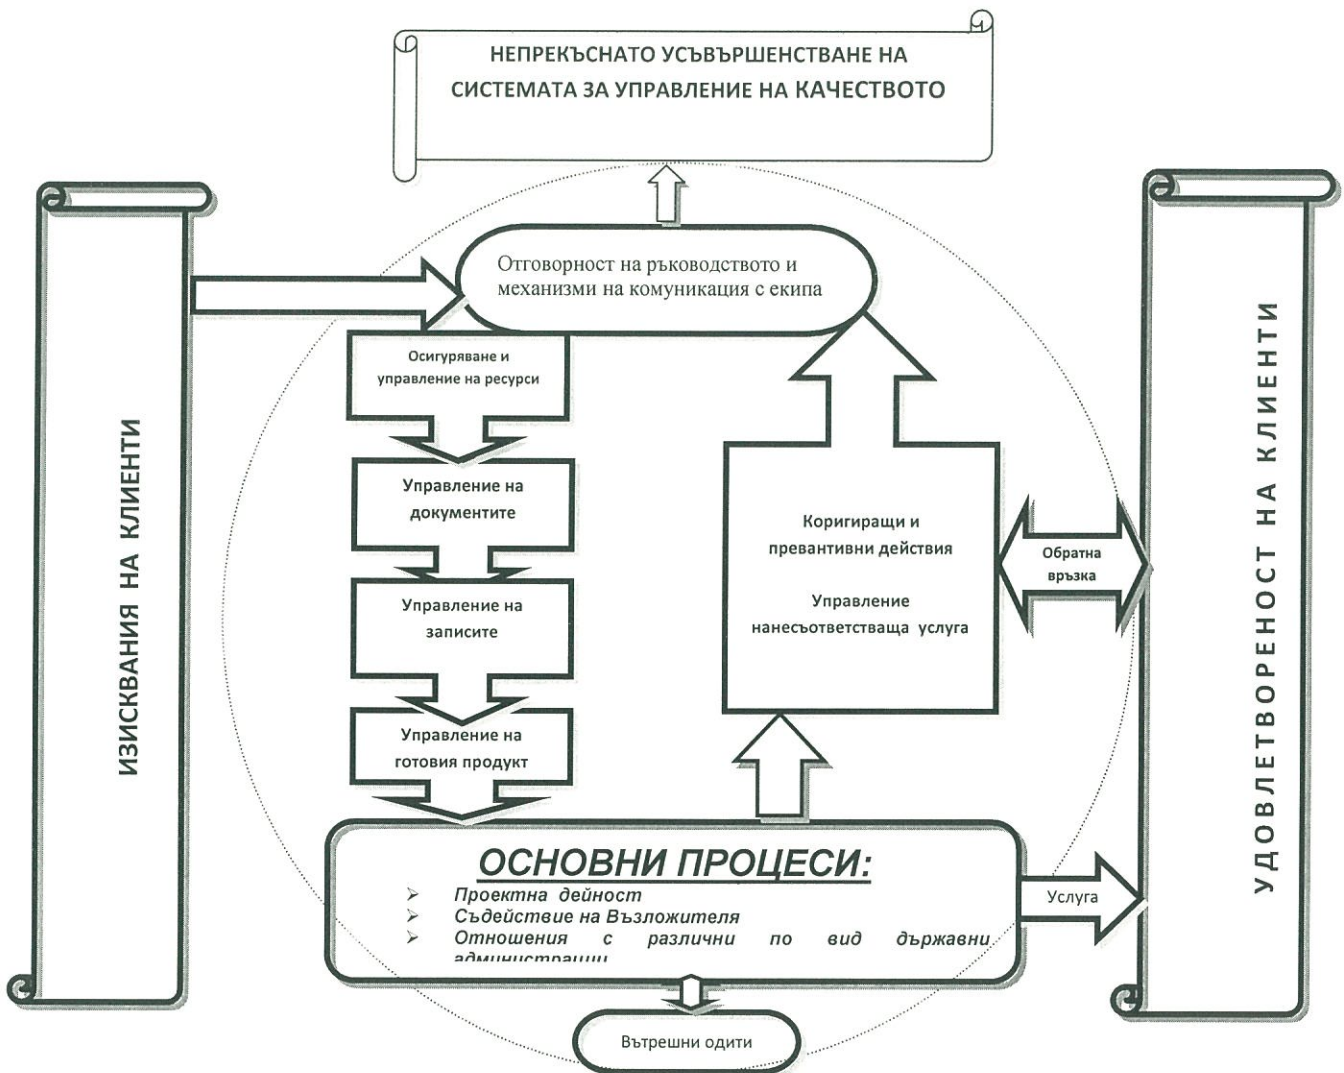 НЕПРЕКЪСНАТО УСЪВЪРШЕНСТВАНЕ НА
СИСТЕМАТА ЗА УПРАВЛЕНИЕ НА КАЧЕСТВОТО
ИЗИСКВАНИЯ НА КЛИЕНТИ
Отговорност на ръководството и
механизми на комуникация с екипа
Осигуряване и
управление на ресурси
Управление на
документите
Управление на
записите
Управление на
готовия продукт
Коригиращи и
превантивни действия
Управление
нанесъответстваща услуга
Обратна
връзка
УДОВЛЕТВОРЕНОСТ НА КЛИЕНТИ
ОСНОВНИ ПРОЦЕСИ:
➢ Проектна дейност
➢ Съдействие на Възложителя
➢ Отношения с различни по вид държавни
администрации
Услуга
Вътрешни одити